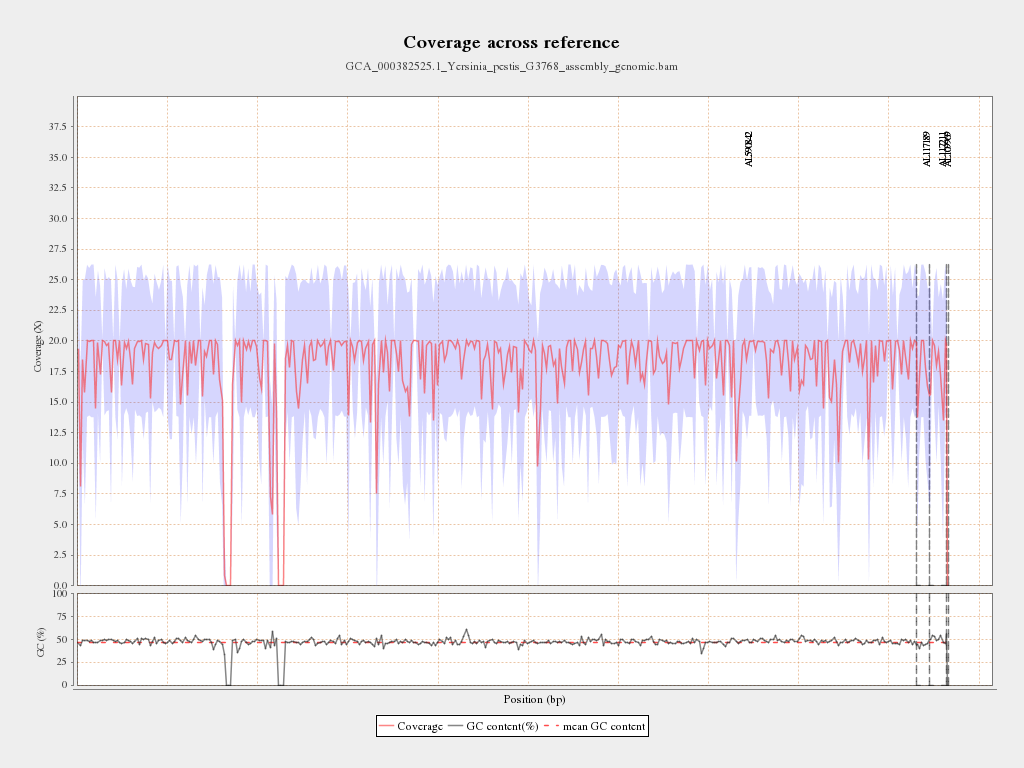 Coverage across reference
GCA_000382525.1_Yersinia_pestis_G3768_assembly_genomic.bam
37.5
35.0
32.5
30.0
27.5
25.0
22.5
20.0
17.5
15.0
12.5
10.0
7.5
5.0
2.5
0.0
Coverage (X)
AL590842
AL117189
AL117211
AL109969
100
75
50
25
0
GC (%)
Position (bp)
Coverage GC content(%) mean GC content